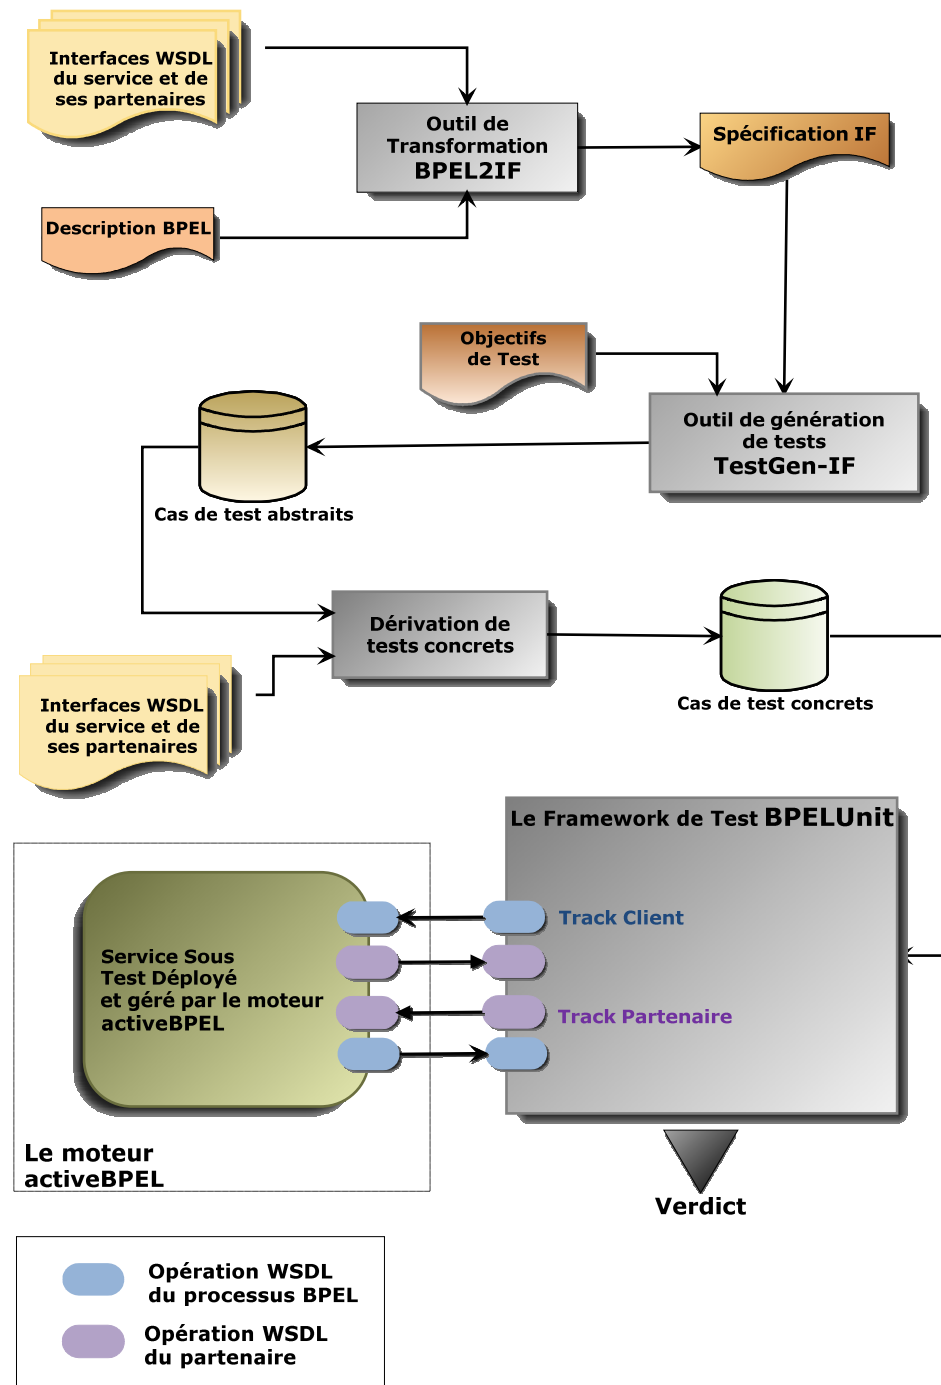 Interfaces WSDL
du service et de
ses partenaires
Outil de
Transformation
BPEL2IF
Spécification IF
Description BPEL
Objectifs
de Test
Outil de génération
de tests
TestGen-IF
Cas de test abstraits
Dérivation de
tests concrets
Cas de test concrets
Interfaces WSDL
du service et de
ses partenaires
Le Framework de Test BPELUnit
Track Client
Service Sous
Test Déployé
et géré par le moteur
activeBPEL
Track Partenaire
Le moteur
activeBPEL
Verdict
Opération WSDL
du processus BPEL
Opération WSDL
du partenaire